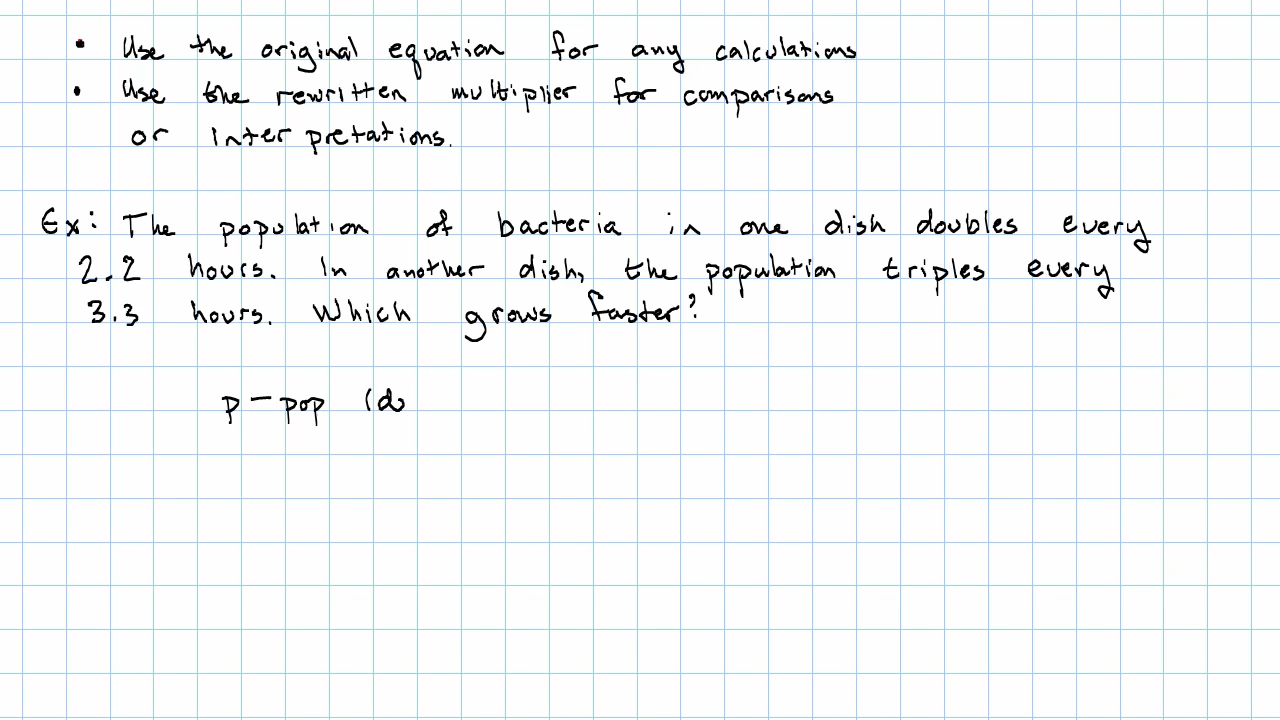 • Use the original equation for any calculations
• Use the rewritten multiplier for comparisons
or interpretations.
Ex: The population of bacteria in one dish doubles every
2.2 hours. In another dish, the population triples every
3.3 hours. Which grows faster?
p - pop (do